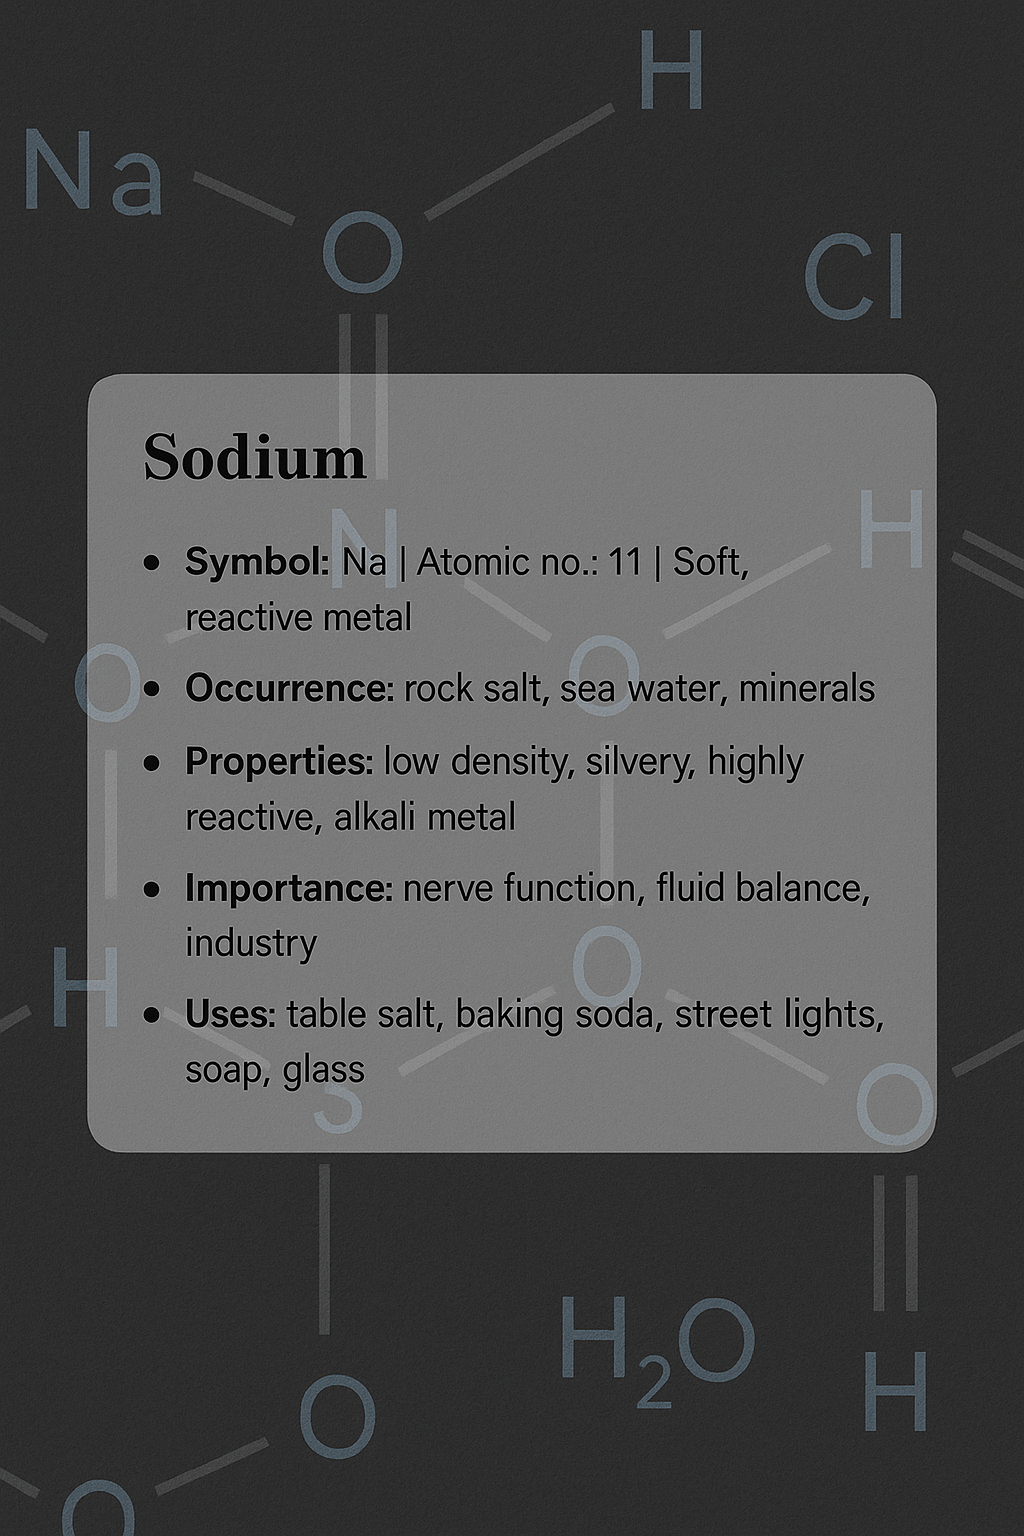 H
Na
O
Cl
Sodium
N
H
• Symbol: Na | Atomic no.: 11 | Soft,
reactive metal
O
O
• Occurrence: rock salt, sea water, minerals
• Properties: low density, silvery, highly
reactive, alkali metal
• Importance: nerve function, fluid balance,
industry
H
O
• Uses: table salt, baking soda, street lights,
soap, glass
S
O
H₂O
H
O
O